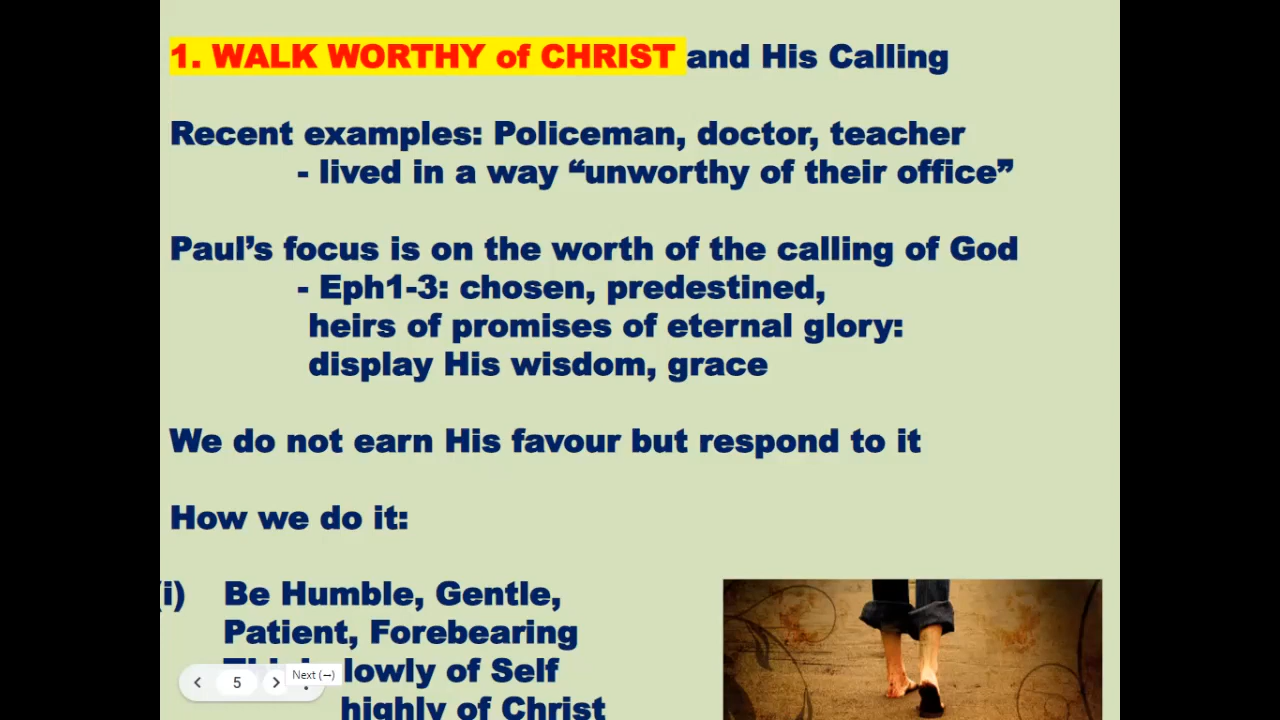 1. WALK WORTHY of CHRIST and His Calling
Recent examples: Policeman, doctor, teacher
- lived in a way “unworthy of their office”
Paul’s focus is on the worth of the calling of God
- Eph1-3: chosen, predestined,
heirs of promises of eternal glory:
display His wisdom, grace
We do not earn His favour but respond to it
How we do it:
(i) Be Humble, Gentle,
Patient, Forebearing
lowly of Self
highly of Christ
5
Next (→)